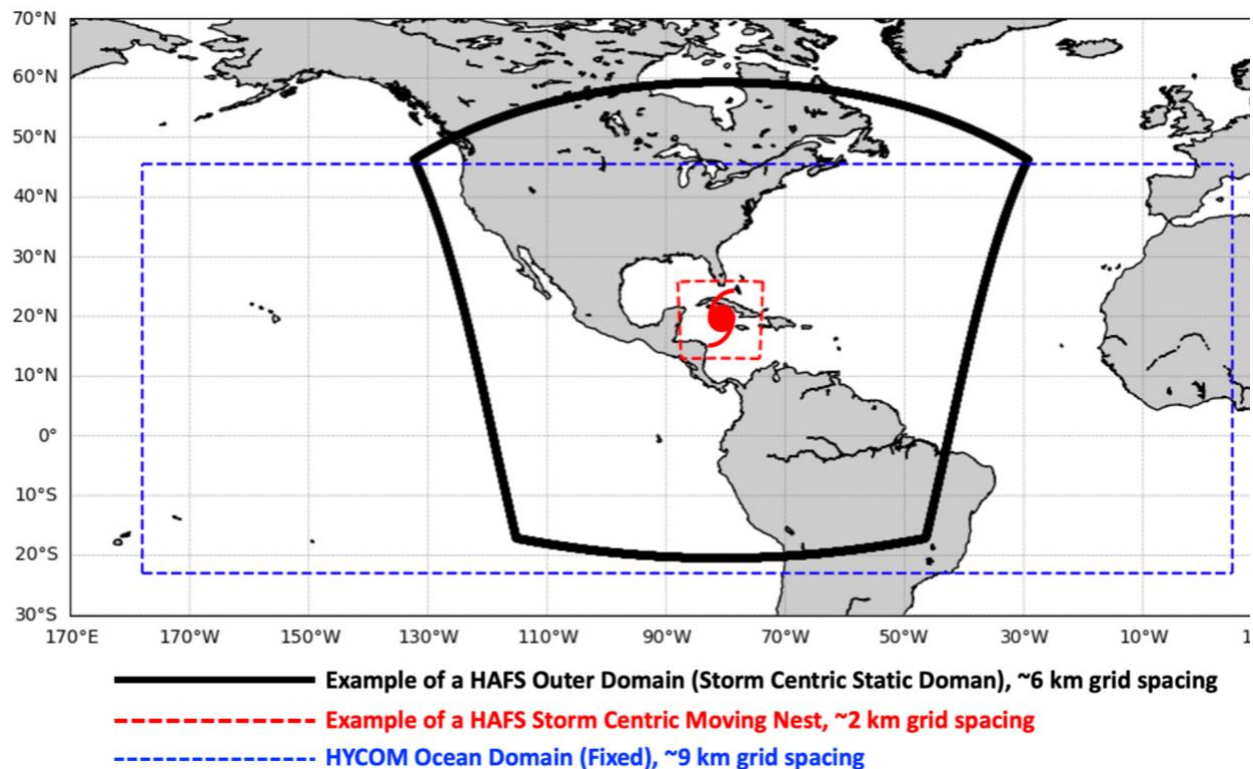 70°N
60°N
50°N
40°N
30°N
20°N
10°N
0°
10°S
20°S
30°S
170°E 170°W 150°W 130°W 110°W 90°W 70°W 50°W 30°W 10°W 1
Example of a HAFS Outer Domain (Storm Centric Static Doman), ~6 km grid spacing
Example of a HAFS Storm Centric Moving Nest, ~2 km grid spacing
HYCOM Ocean Domain (Fixed), ~9 km grid spacing